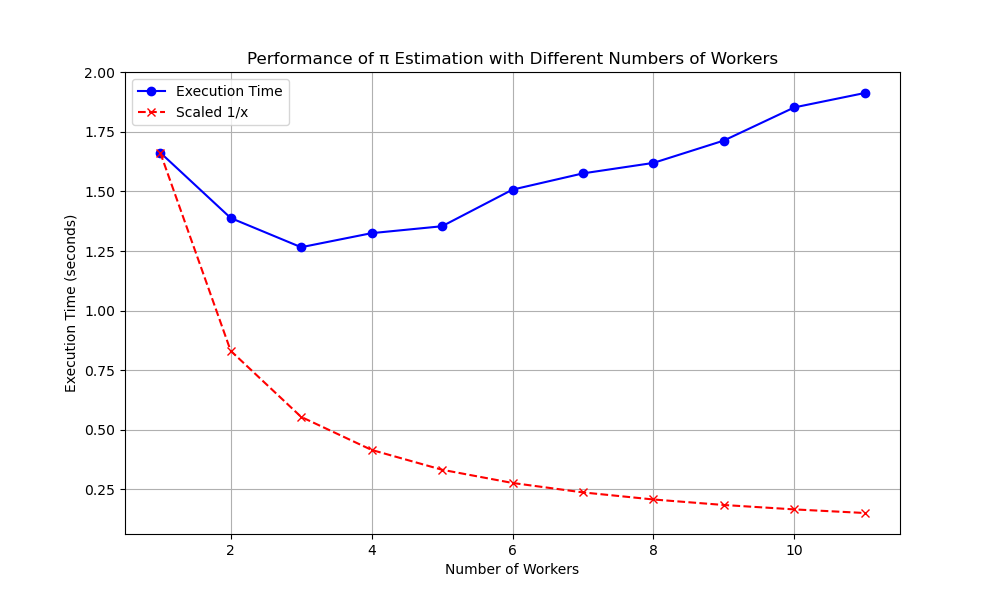 Performance of π Estimation with Different Numbers of Workers
Execution Time
Scaled 1/x
Execution Time (seconds)
2.00
1.75
1.50
1.25
1.00
0.75
0.50
0.25
2 4 6 8 10
Number of Workers